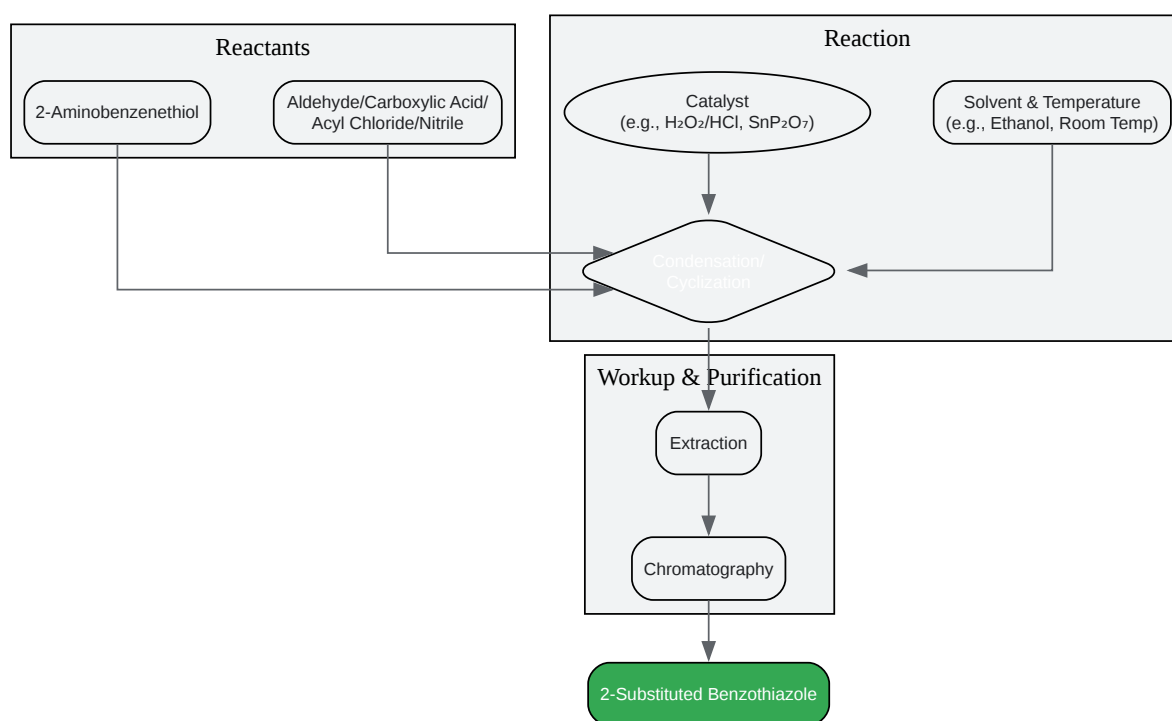 Reactants
2-Aminobenzenethiol
Aldehyde/Carboxylic Acid/
Acyl Chloride/Nitrile
Reaction
Catalyst
(e.g., H₂O₂/HCl, SnP₂O₇)
Solvent & Temperature
(e.g., Ethanol, Room Temp)
Condensation/
Cyclization
Workup & Purification
Extraction
Chromatography
2-Substituted Benzothiazole